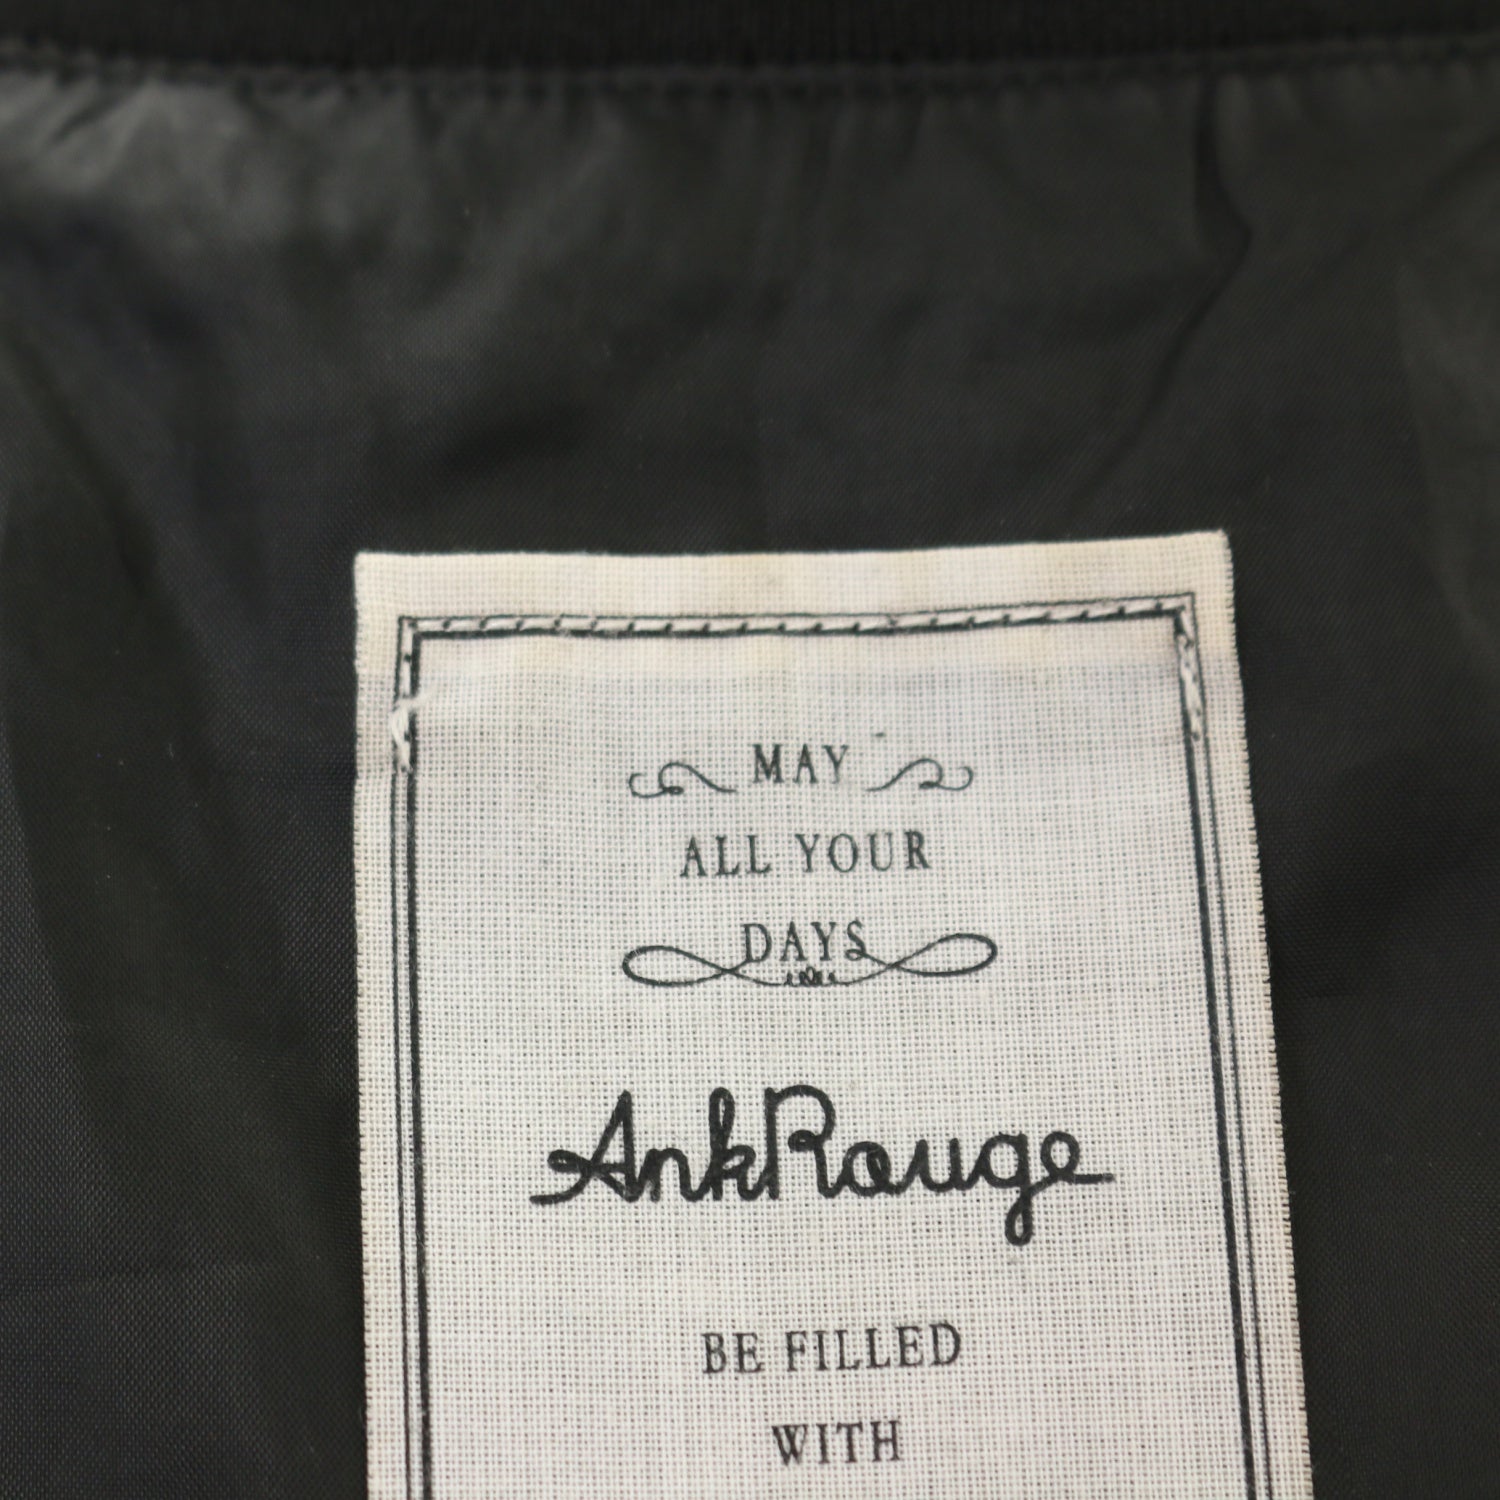 MAY
ALL YOUR
DAYS
AnkRouge
BE FILLED
WITH